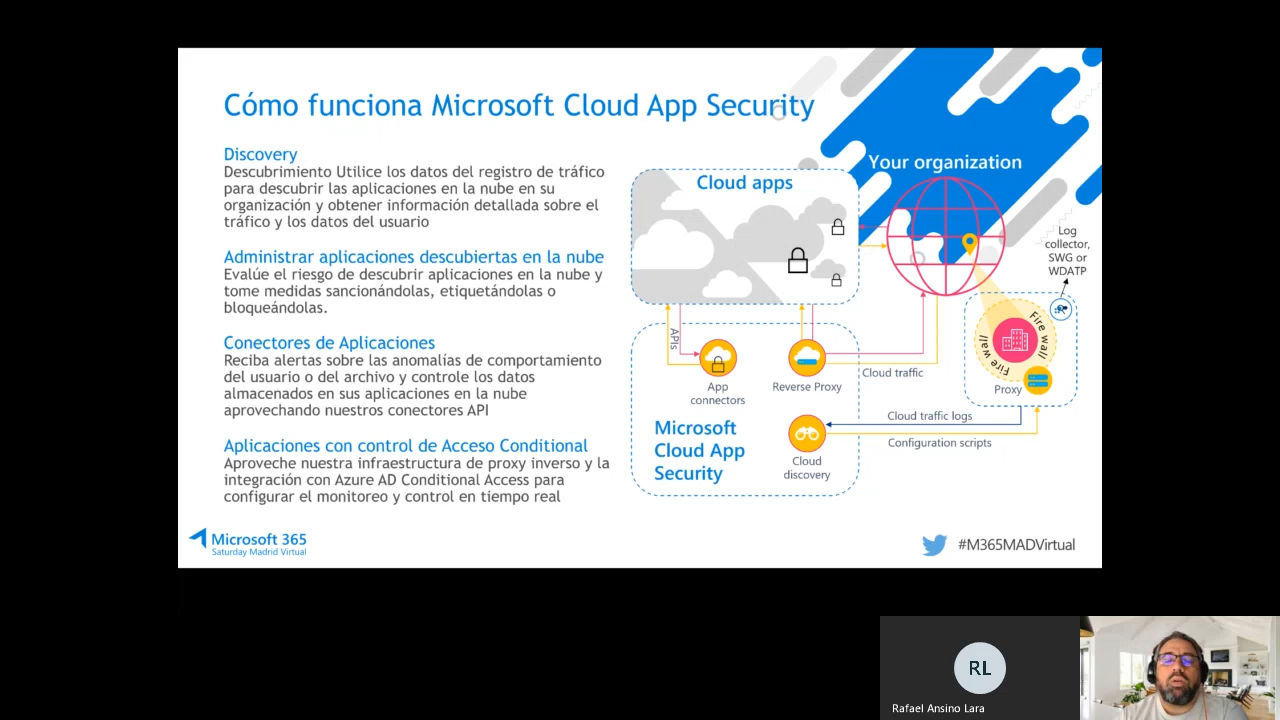 Cómo funciona Microsoft Cloud App Security
Discovery
Descubrimiento Utilice los datos del registro de tráfico
para descubrir las aplicaciones en la nube en su
organización y obtener información detallada sobre el
tráfico y los datos del usuario
Administrar aplicaciones descubiertas en la nube
Evalúe el riesgo de descubrir aplicaciones en la nube y
tome medidas sancionándolas, etiquetándolas o
bloqueándolas.
Conectores de Aplicaciones
Reciba alertas sobre las anomalías de comportamiento
del usuario o del archivo y controle los datos
almacenados en sus aplicaciones en la nube
aprovechando nuestros conectores API
Aplicaciones con control de Acceso Conditional
Aproveche nuestra infraestructura de proxy inverso y la
integración con Azure AD Conditional Access para
configurar el monitoreo y control en tiempo real
Cloud apps
Your organization
Log
collector,
SWG or
WDATP
Fire wall
Fire wall
Proxy
APIs
App
connectors
Reverse Proxy
Cloud traffic
Cloud traffic logs
Configuration scripts
Microsoft
Cloud App
Security
Cloud
discovery
Microsoft 365
Saturday Madrid Virtual
#M365MADVirtual
RL
Rafael Ansino Lara